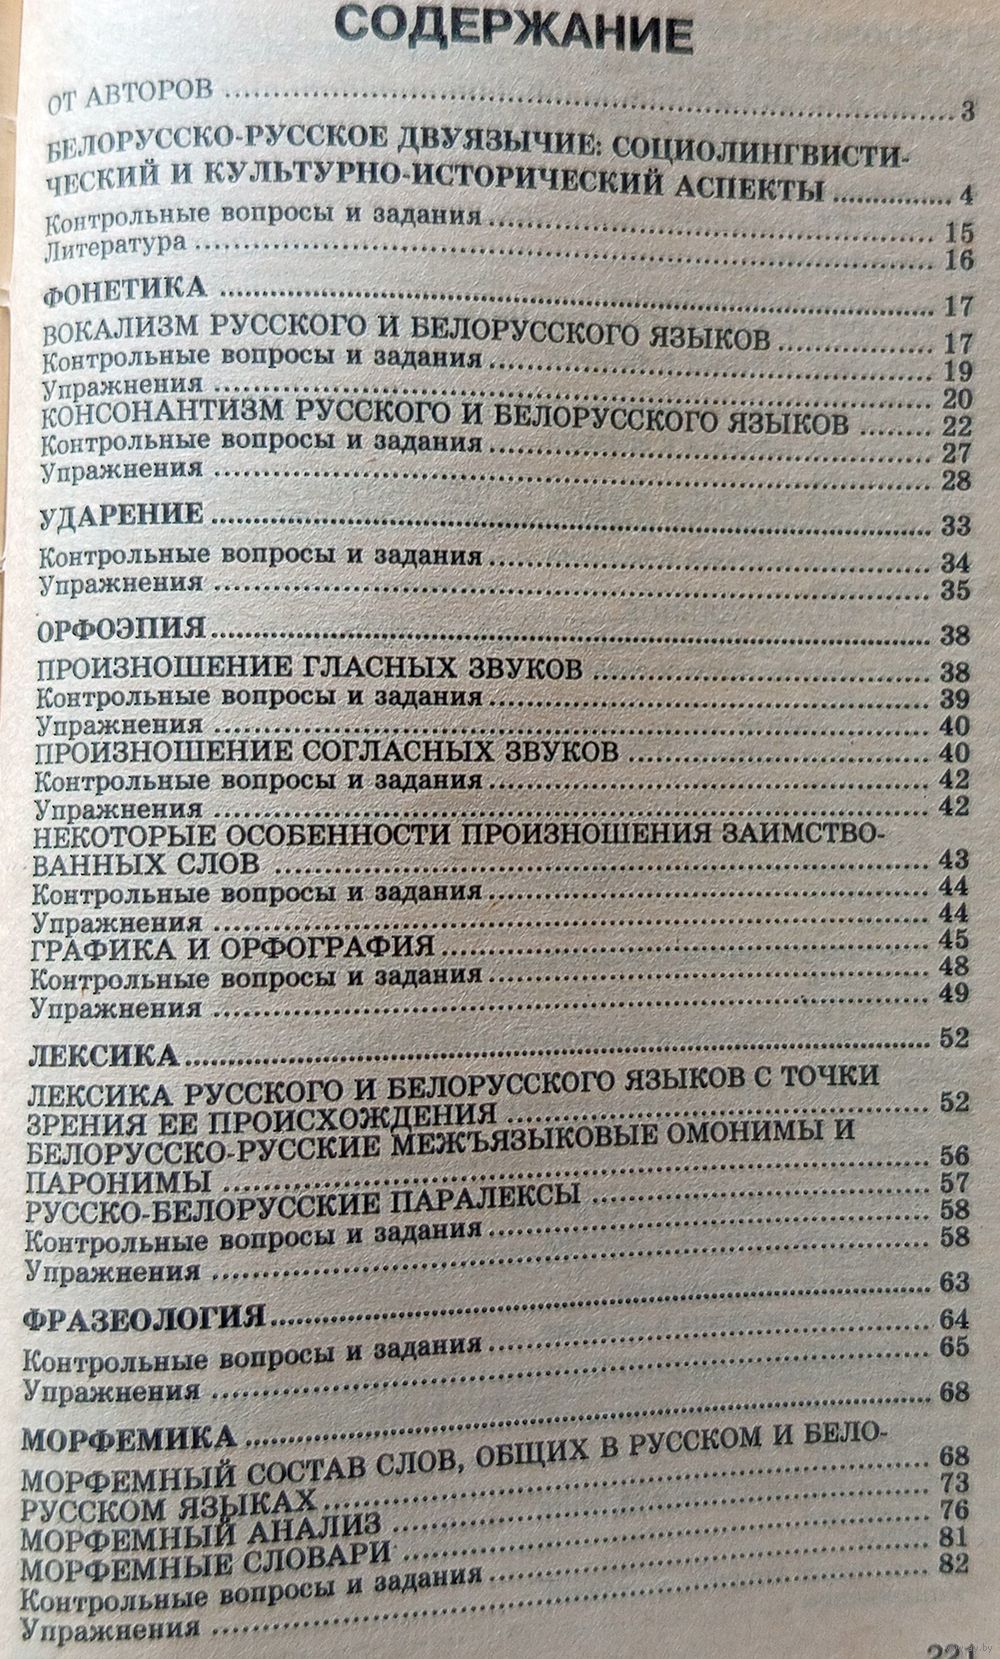 СОДЕРЖАНИЕ
ОТ АВТОРОВ ........ 3
БЕЛОРУССКО-РУССКОЕ ДВУЯЗЫЧИЕ: СОЦИОЛИНГВИСТИ-
ЧЕСКИЙ И КУЛЬТУРНО-ИСТОРИЧЕСКИЙ АСПЕКТЫ ........ 4
Контрольные вопросы и задания ........ 15
Литература ........ 16
ФОНЕТИКА ........ 17
ВОКАЛИЗМ РУССКОГО И БЕЛОРУССКОГО ЯЗЫКОВ ........ 17
Контрольные вопросы и задания ........ 19
Упражнения ........ 20
КОНСОНАНТИЗМ РУССКОГО И БЕЛОРУССКОГО ЯЗЫКОВ ........ 22
Контрольные вопросы и задания ........ 27
Упражнения ........ 28
УДАРЕНИЕ ........ 33
Контрольные вопросы и задания ........ 34
Упражнения ........ 35
ОРФОЭПИЯ ........ 38
ПРОИЗНОШЕНИЕ ГЛАСНЫХ ЗВУКОВ ........ 38
Контрольные вопросы и задания ........ 39
Упражнения ........ 40
ПРОИЗНОШЕНИЕ СОГЛАСНЫХ ЗВУКОВ ........ 40
Контрольные вопросы и задания ........ 42
Упражнения ........ 42
НЕКОТОРЫЕ ОСОБЕННОСТИ ПРОИЗНОШЕНИЯ ЗАИМСТВО-
ВАННЫХ СЛОВ ........ 43
Контрольные вопросы и задания ........ 44
Упражнения ........ 44
ГРАФИКА И ОРФОГРАФИЯ ........ 45
Контрольные вопросы и задания ........ 48
Упражнения ........ 49
ЛЕКСИКА ........ 52
ЛЕКСИКА РУССКОГО И БЕЛОРУССКОГО ЯЗЫКОВ С ТОЧКИ
ЗРЕНИЯ ЕЕ ПРОИСХОЖДЕНИЯ ........ 52
БЕЛОРУССКО-РУССКИЕ МЕЖЪЯЗЫКОВЫЕ ОМОНИМЫ И
ПАРОНИМЫ ........ 56
РУССКО-БЕЛОРУССКИЕ ПАРАЛЕКСЫ ........ 57
Контрольные вопросы и задания ........ 58
Упражнения ........ 58
ФРАЗЕОЛОГИЯ ........ 63
Контрольные вопросы и задания ........ 64
Упражнения ........ 65
МОРФЕМИКА ........ 68
МОРФЕМНЫЙ СОСТАВ СЛОВ, ОБЩИХ В РУССКОМ И БЕЛО-
РУССКОМ ЯЗЫКАХ ........ 68
МОРФЕМНЫЙ АНАЛИЗ ........ 73
МОРФЕМНЫЕ СЛОВАРИ ........ 76
Контрольные вопросы и задания ........ 81
Упражнения ........ 82
221